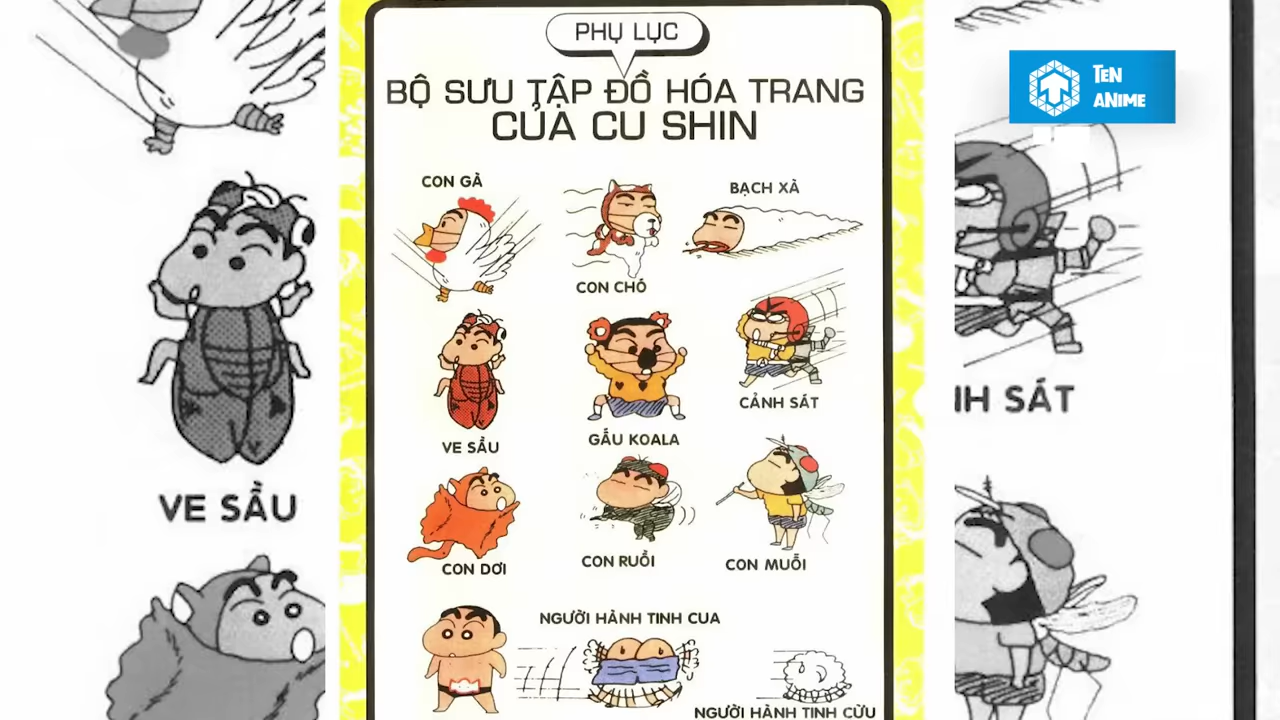 PHỤ LỤC
BỘ SƯU TẬP ĐỒ HÓA TRANG
CỦA CU SHIN
TEN
ANIME
CON GÀ
BẠCH XÀ
CON CHÓ
CẢNH SÁT
GẤU KOALA
VE SẦU
CON RUỒI
CON MUỖI
CON DƠI
NGƯỜI HÀNH TINH CUA
NGƯỜI HÀNH TINH CỪU
VE SẦU
NH SÁT